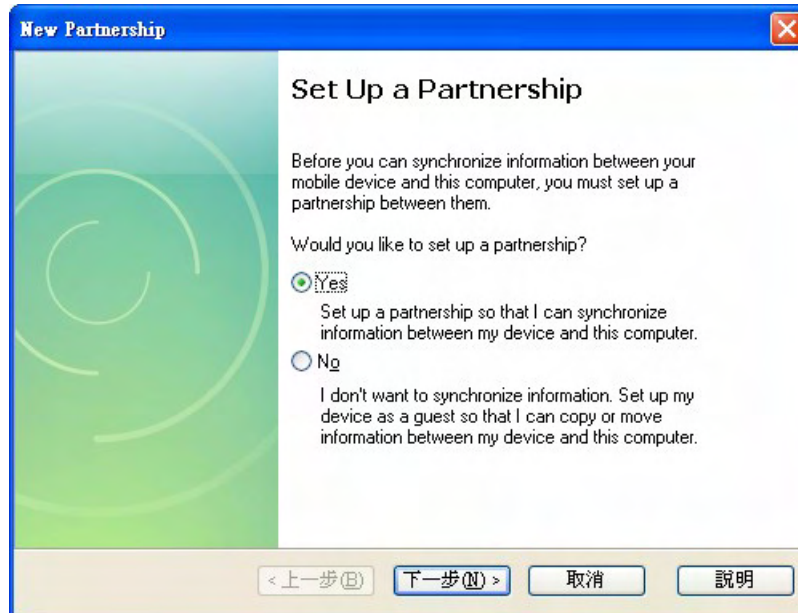 New Partnership
Set Up a Partnership
Before you can synchronize information between your
mobile device and this computer, you must set up a
partnership between them.
Would you like to set up a partnership?
Yes
Set up a partnership so that I can synchronize
information between my device and this computer.
No
I don't want to synchronize information. Set up my
device as a guest so that I can copy or move
information between my device and this computer.
<上一步(B) 下一步(N) > 取消 說明